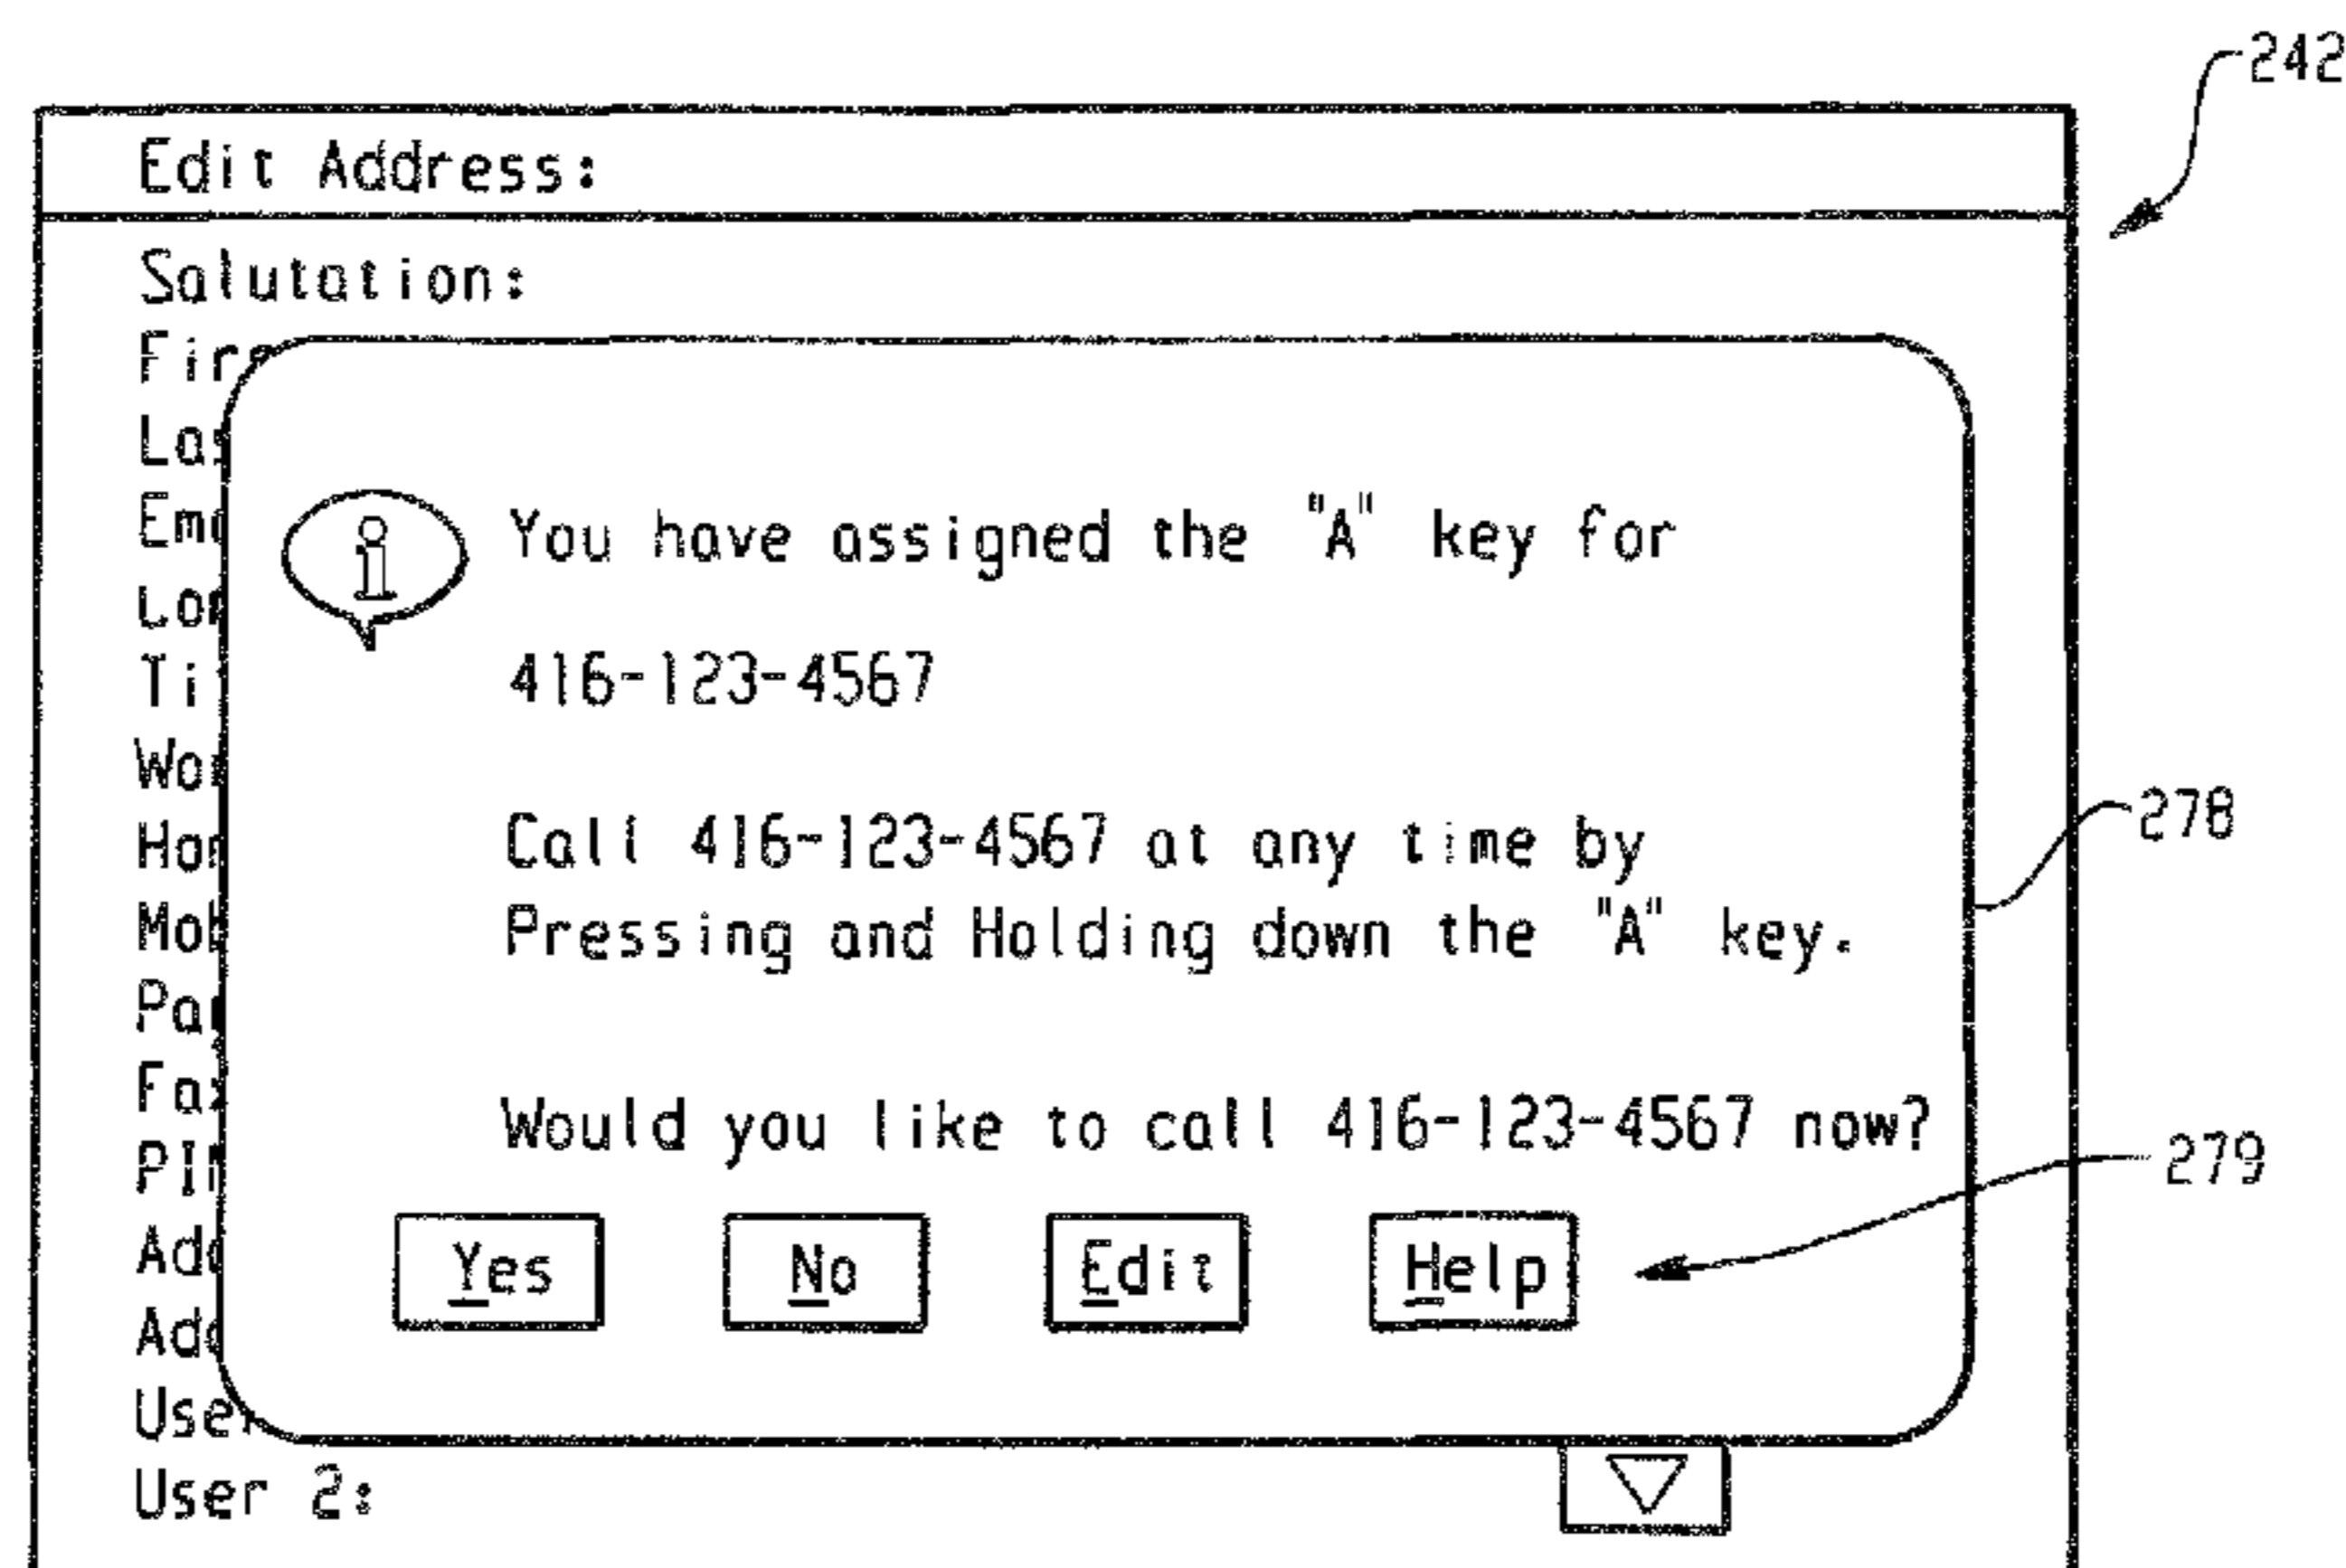 242
Edit Address:
Salutation:
You have assigned the "A" key for
416-123-4567
Call 416-123-4567 at any time by
278
Pressing and Holding down the "A" key.
Would you like to call 416-123-4567 now?
279
Yes No Edit Help
User
User 2: